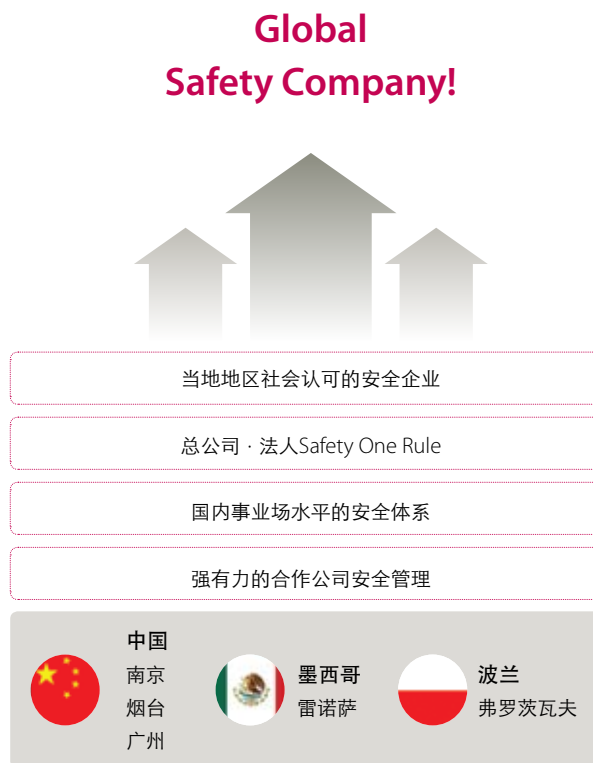 Global
Safety Company!
当地地区社会认可的安全企业
总公司 · 法人Safety One Rule
国内事业场水平的安全体系
强有力的合作公司安全管理
中国
南京
烟台
广州
墨西哥
雷诺萨
波兰
弗罗茨瓦夫